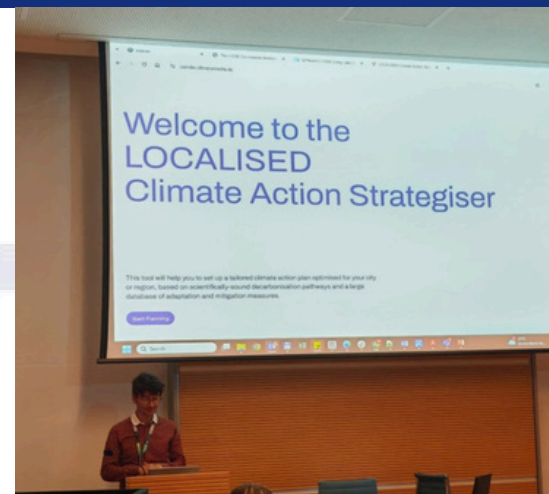 Welcome to the
LOCALISED
Climate Action Strategiser
This tool will help you to set up a tailored climate action plan optimised for your city
or region, based on scientifically-sound decarbonisation pathways and a large
database of adaptation and mitigation measures.
Start Planning
Search